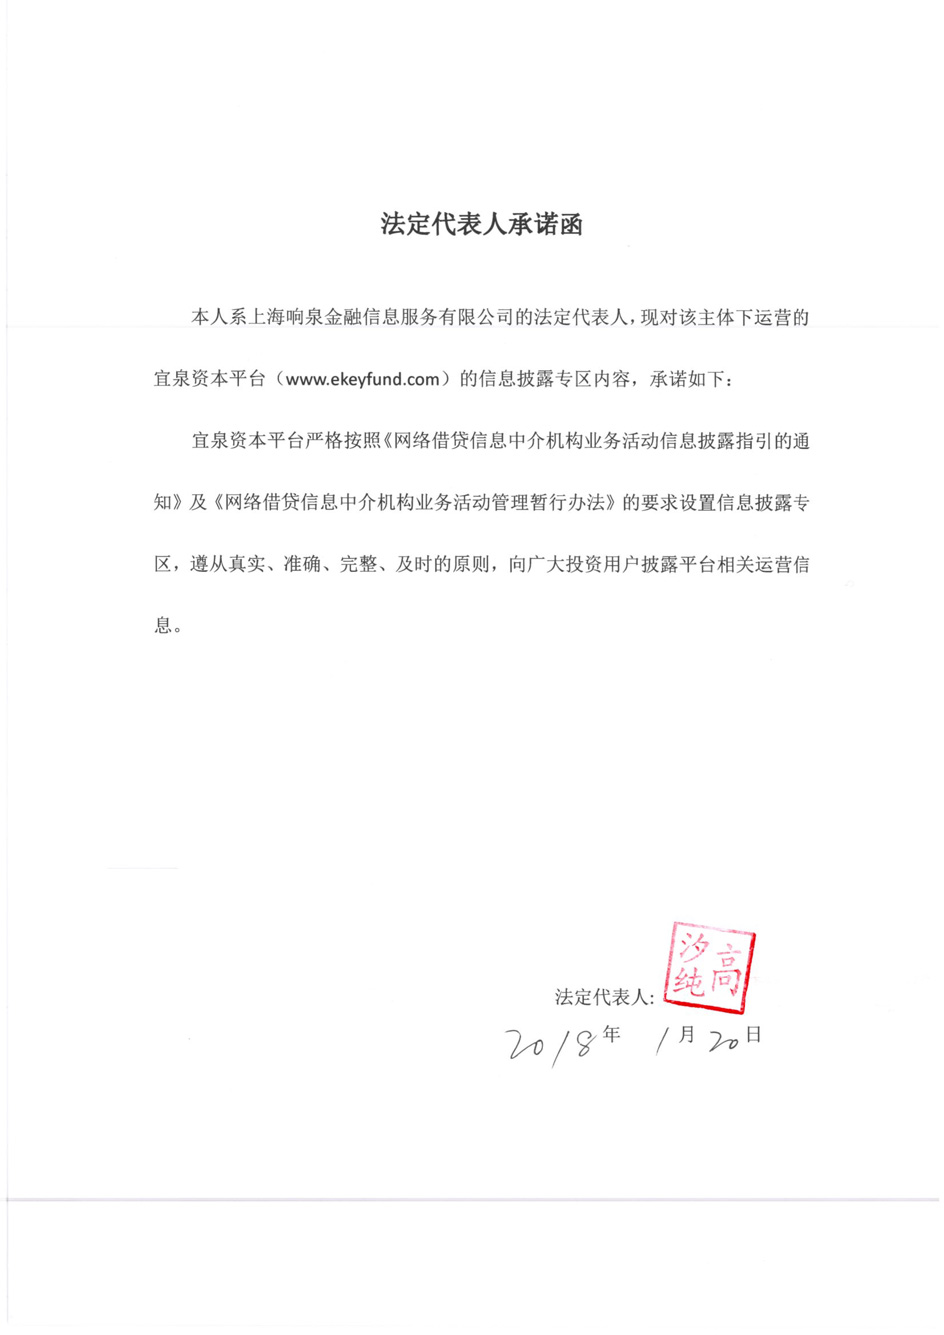 法定代表人承诺函
本人系上海响泉金融信息服务有限公司的法定代表人，现对该主体下运营的
宜泉资本平台（www.ekeyfund.com）的信息披露专区内容，承诺如下：
宜泉资本平台严格按照《网络借贷信息中介机构业务活动信息披露指引的通
知》及《网络借贷信息中介机构业务活动管理暂行办法》的要求设置信息披露专
区，遵从真实、准确、完整、及时的原则，向广大投资用户披露平台相关运营信
息。
高汐纯
法定代表人：
2018年 1月20日